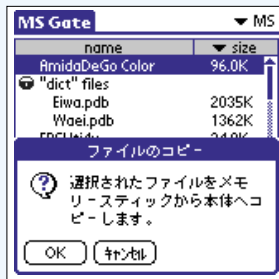 MS Gate ▼ MS
name ▼ size
AmidaDeGo Color 96.0K
"dict" files
Eiwa.pdb 2035K
Waei.pdb 1362K
ファイルのコピー
選択されたファイルをメモ
リースティックから本体へコ
ピーします。
OK キャンセル